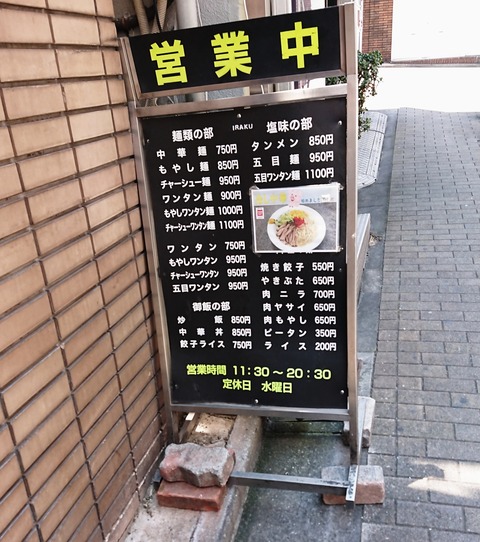 営業中
麺類の部
IRAKU
塩味の部
中華麺 750円
もやし麺 850円
チャーシュー麺 950円
ワンタン麺 900円
もやしワンタン麺 1000円
チャーシューワンタン麺 1100円
タンメン 850円
五目麺 950円
五目ワンタン 1100円
ワンタン 750円
もやしワンタン 950円
チャーシューワンタン 950円
五目ワンタン 950円
焼き餃子 550円
やきぶた 650円
肉ニラ 700円
肉ヤサイ 650円
肉もやし 650円
ピータン 350円
ライス 200円
御飯の部
炒飯 850円
中華丼 850円
餃子ライス 750円
営業時間 11:30～20:30
定休日 水曜日